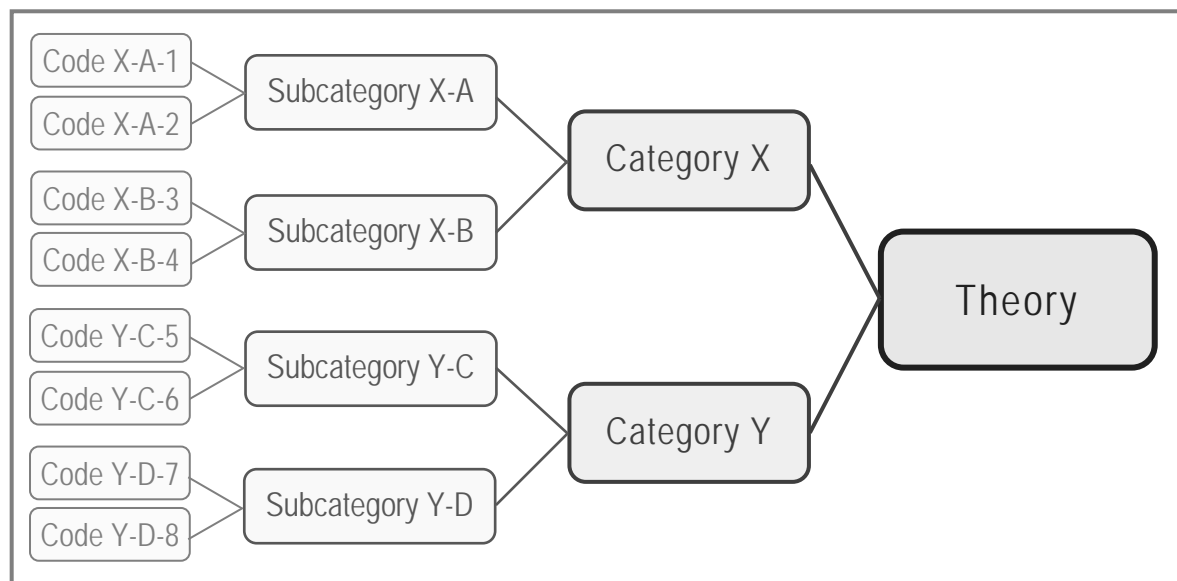 Code X-A-1
Code X-A-2
Subcategory X-A
Code X-B-3
Code X-B-4
Subcategory X-B
Category X
Code Y-C-5
Code Y-C-6
Subcategory Y-C
Code Y-D-7
Code Y-D-8
Subcategory Y-D
Category Y
Theory